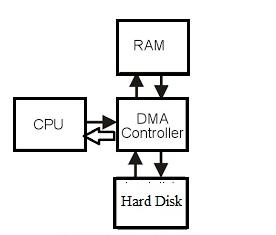 RAM
CPU
DMA
Controller
Hard Disk